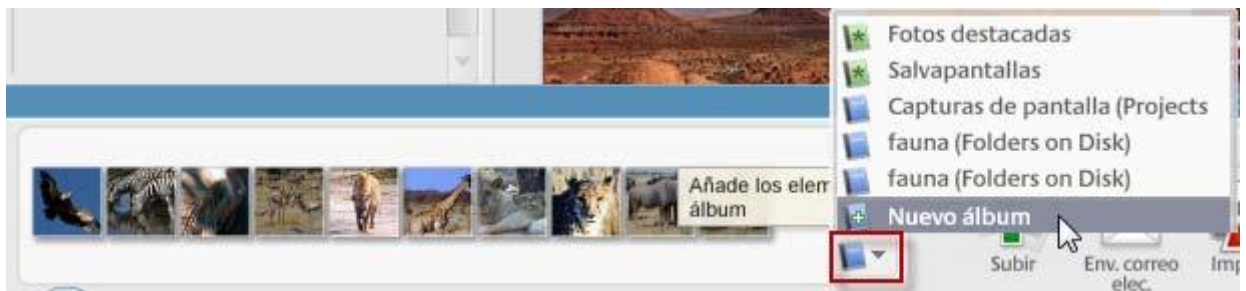 Fotos destacadas
Salvapantallas
Capturas de pantalla (Projects
fauna (Folders on Disk)
fauna (Folders on Disk)
Nuevo álbum
Añade los elem
álbum
Subir
Env. correo
elec.
Imp